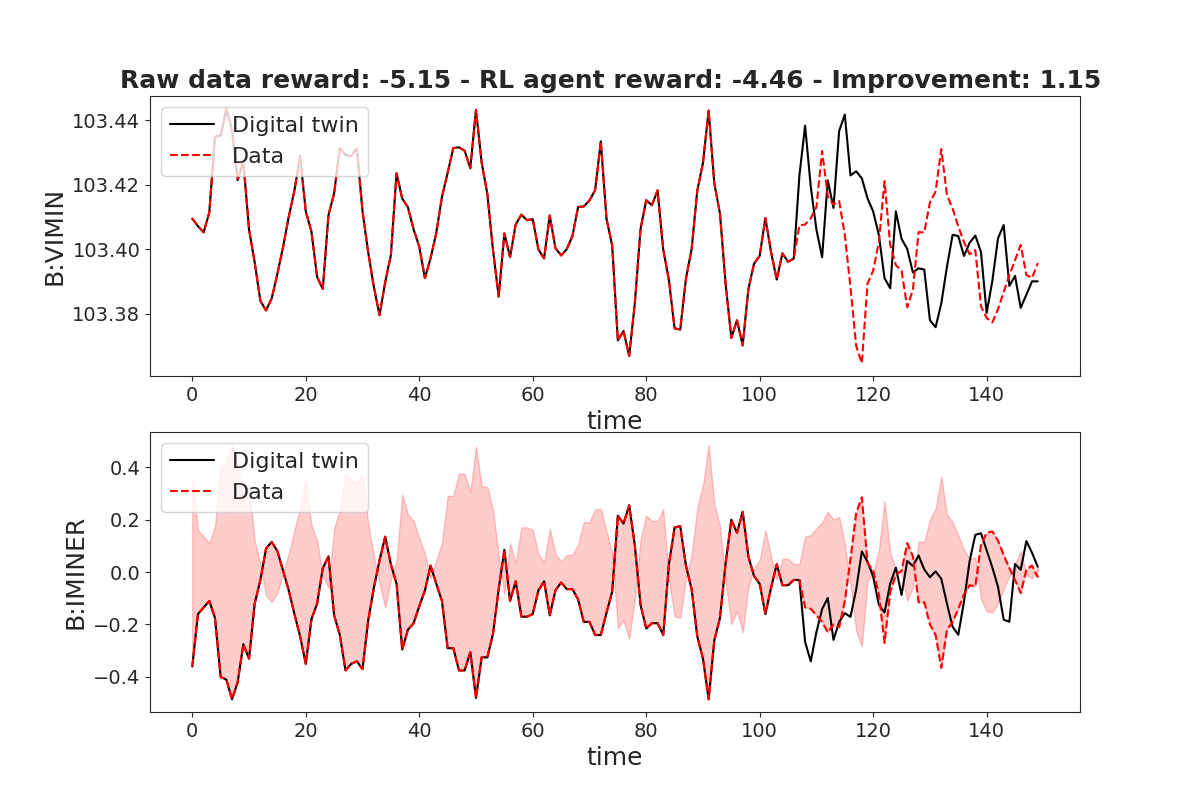 Raw data reward: -5.15 - RL agent reward: -4.46 - Improvement: 1.15
103.44
103.42
103.40
103.38
B:VIMIN
Digital twin
Data
0 20 40 60 80 100 120 140
time
0.4
0.2
0.0
−0.2
−0.4
B:IMINER
Digital twin
Data
0 20 40 60 80 100 120 140
time